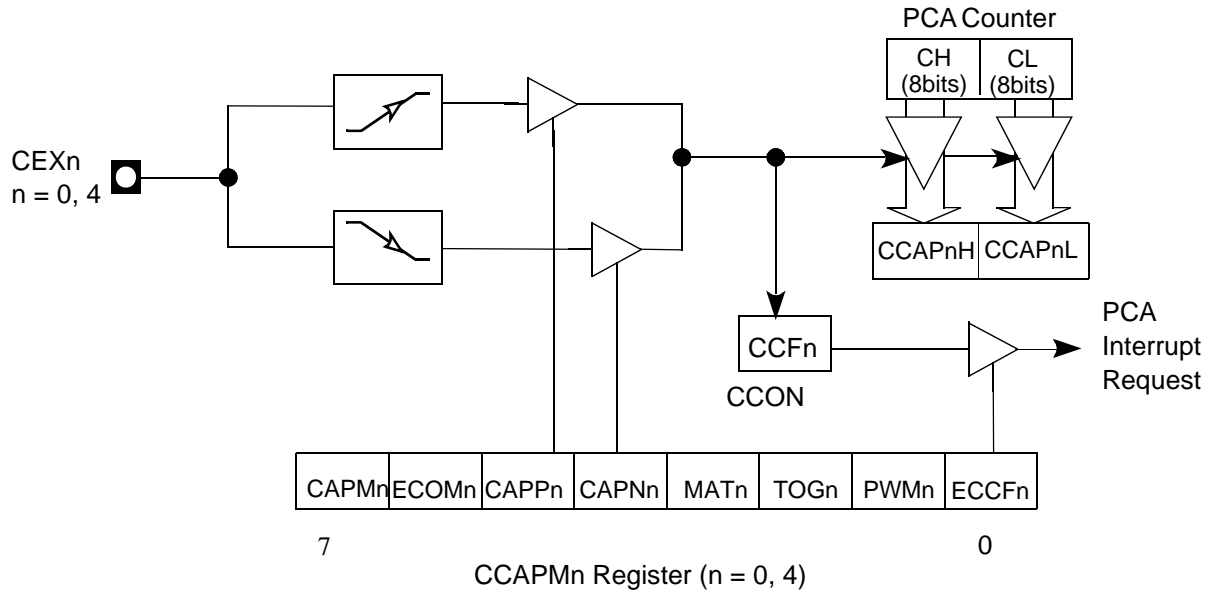 PCA Counter
CH
(8bits)
CL
(8bits)
CEXn
n = 0, 4
CCAPnH
CCAPnL
CCFn
CCON
PCA
Interrupt
Request
CAPMn
ECOMn
CAPPn
CAPNn
MATn
TOGn
PWMn
ECCFn
7
0
CCAPMn Register (n = 0, 4)